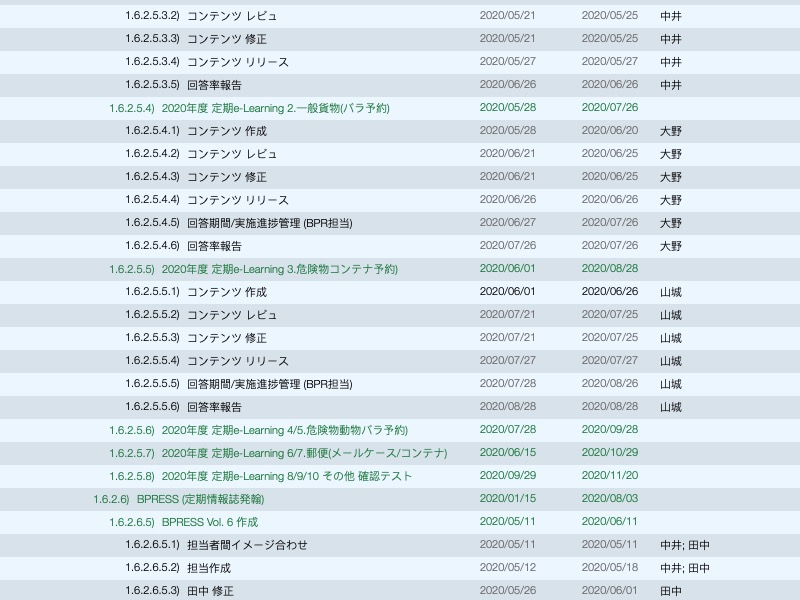 1.6.2.5.3.2) コンテンツ レビュ 2020/05/21 2020/05/25 中井
1.6.2.5.3.3) コンテンツ 修正 2020/05/21 2020/05/25 中井
1.6.2.5.3.4) コンテンツ リリース 2020/05/27 2020/05/27 中井
1.6.2.5.3.5) 回答率報告 2020/06/26 2020/06/26 中井
1.6.2.5.4) 2020年度 定期e-Learning 2.一般貨物(バラ予約) 2020/05/28 2020/07/26
1.6.2.5.4.1) コンテンツ 作成 2020/05/28 2020/06/20 大野
1.6.2.5.4.2) コンテンツ レビュ 2020/06/21 2020/06/25 大野
1.6.2.5.4.3) コンテンツ 修正 2020/06/21 2020/06/25 大野
1.6.2.5.4.4) コンテンツ リリース 2020/06/26 2020/06/26 大野
1.6.2.5.4.5) 回答期間/実施進捗管理 (BPR担当) 2020/06/27 2020/07/26 大野
1.6.2.5.4.6) 回答率報告 2020/07/26 2020/07/26 大野
1.6.2.5.5) 2020年度 定期e-Learning 3.危険物コンテナ予約) 2020/06/01 2020/08/28
1.6.2.5.5.1) コンテンツ 作成 2020/06/01 2020/06/26 山城
1.6.2.5.5.2) コンテンツ レビュ 2020/07/21 2020/07/25 山城
1.6.2.5.5.3) コンテンツ 修正 2020/07/21 2020/07/25 山城
1.6.2.5.5.4) コンテンツ リリース 2020/07/27 2020/07/27 山城
1.6.2.5.5.5) 回答期間/実施進捗管理 (BPR担当) 2020/07/28 2020/08/26 山城
1.6.2.5.5.6) 回答率報告 2020/08/28 2020/08/28 山城
1.6.2.5.6) 2020年度 定期e-Learning 4/5.危険物動物バラ予約) 2020/07/28 2020/09/28
1.6.2.5.7) 2020年度 定期e-Learning 6/7.郵便(メールケース/コンテナ) 2020/06/15 2020/10/29
1.6.2.5.8) 2020年度 定期e-Learning 8/9/10 その他 確認テスト 2020/09/29 2020/11/20
1.6.2.6) BPRESS (定期情報誌発翰) 2020/01/15 2020/08/03
1.6.2.6.5) BPRESS Vol. 6 作成 2020/05/11 2020/06/11
1.6.2.6.5.1) 担当者間イメージ合わせ 2020/05/11 2020/05/11 中井; 田中
1.6.2.6.5.2) 担当作成 2020/05/12 2020/05/18 中井; 田中
1.6.2.6.5.3) 田中 修正 2020/05/26 2020/06/01 田中